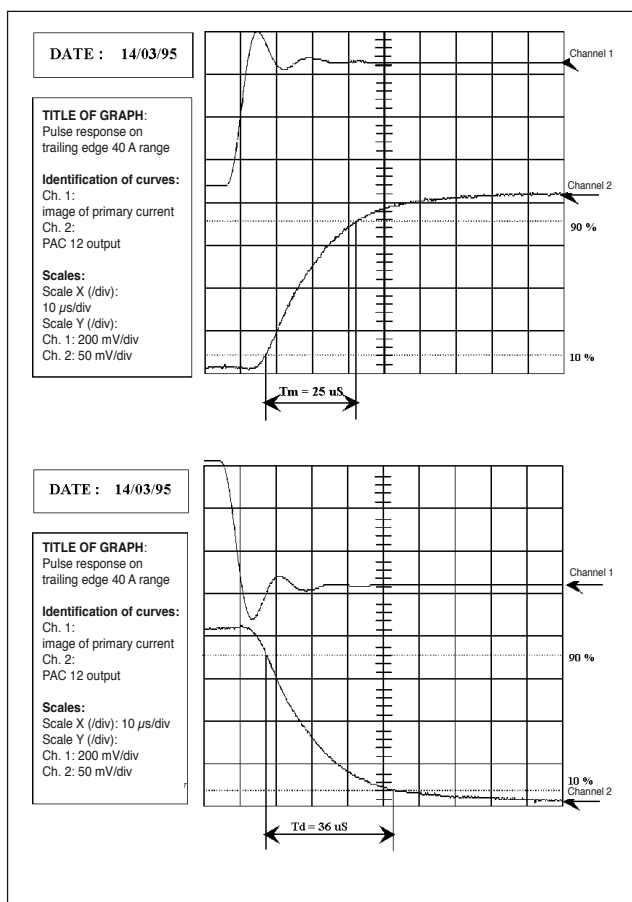 DATE : 14/03/95
TITLE OF GRAPH:
Pulse response on
trailing edge 40 A range
Identification of curves:
Ch. 1:
image of primary current
Ch. 2:
PAC 12 output
Scales:
Scale X (/div):
10 µs/div
Scale Y (/div):
Ch. 1: 200 mV/div
Ch. 2: 50 mV/div
Channel 1
Channel 2
90 %
10 %
Tm = 25 uS
DATE : 14/03/95
TITLE OF GRAPH:
Pulse response on
trailing edge 40 A range
Identification of curves:
Ch. 1:
image of primary current
Ch. 2:
PAC 12 output
Scales:
Scale X (/div): 10 µs/div
Scale Y (/div):
Ch. 1: 200 mV/div
Ch. 2: 50 mV/div
Channel 1
90 %
10 %
Channel 2
Td = 36 uS